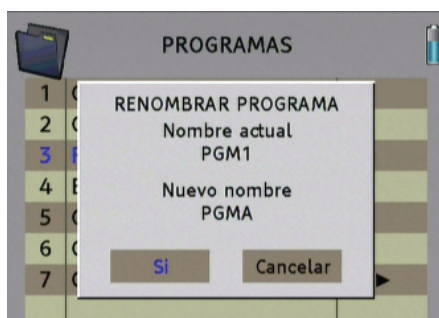 PROGRAMAS
1 C
RENOMBRAR PROGRAMA
2 C
Nombre actual
3
PGM1
4 E
Nuevo nombre
5 C
PGMA
6 C
Si Cancelar
7 C